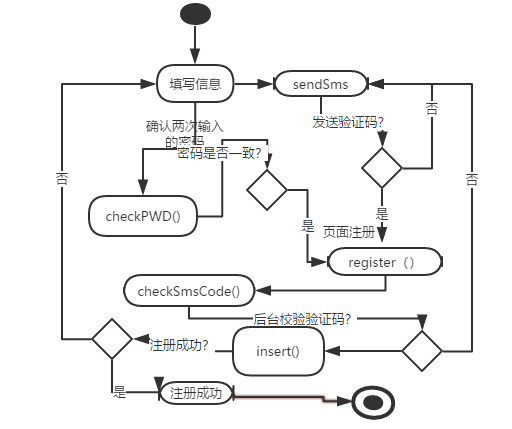 填写信息
sendSms
确认两次输入
的密码
发送验证码?
否
密码是否一致?
否
否
checkPWD()
是
是
页面注册
register（）
checkSmsCode()
后台校验验证码?
注册成功?
insert()
是
注册成功